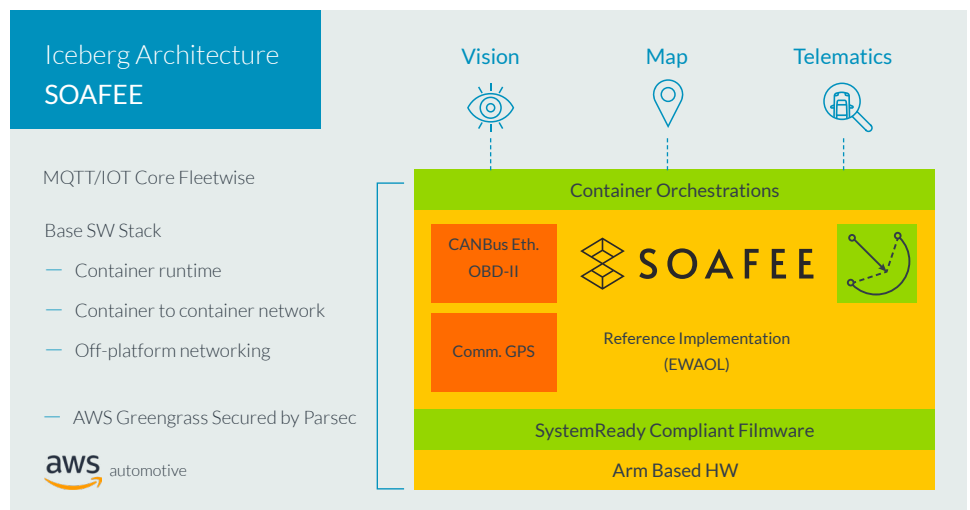 Iceberg Architecture
SOAFEE
Vision
Map
Telematics
MQTT/IOT Core Fleetwise
Base SW Stack
— Container runtime
— Container to container network
— Off-platform networking
— AWS Greengrass Secured by Parsec
aws automotive
Container Orchestrations
CANBus Eth.
OBD-II
SOAFEE
Comm. GPS
Reference Implementation
(EWAOL)
SystemReady Compliant Filmware
Arm Based HW